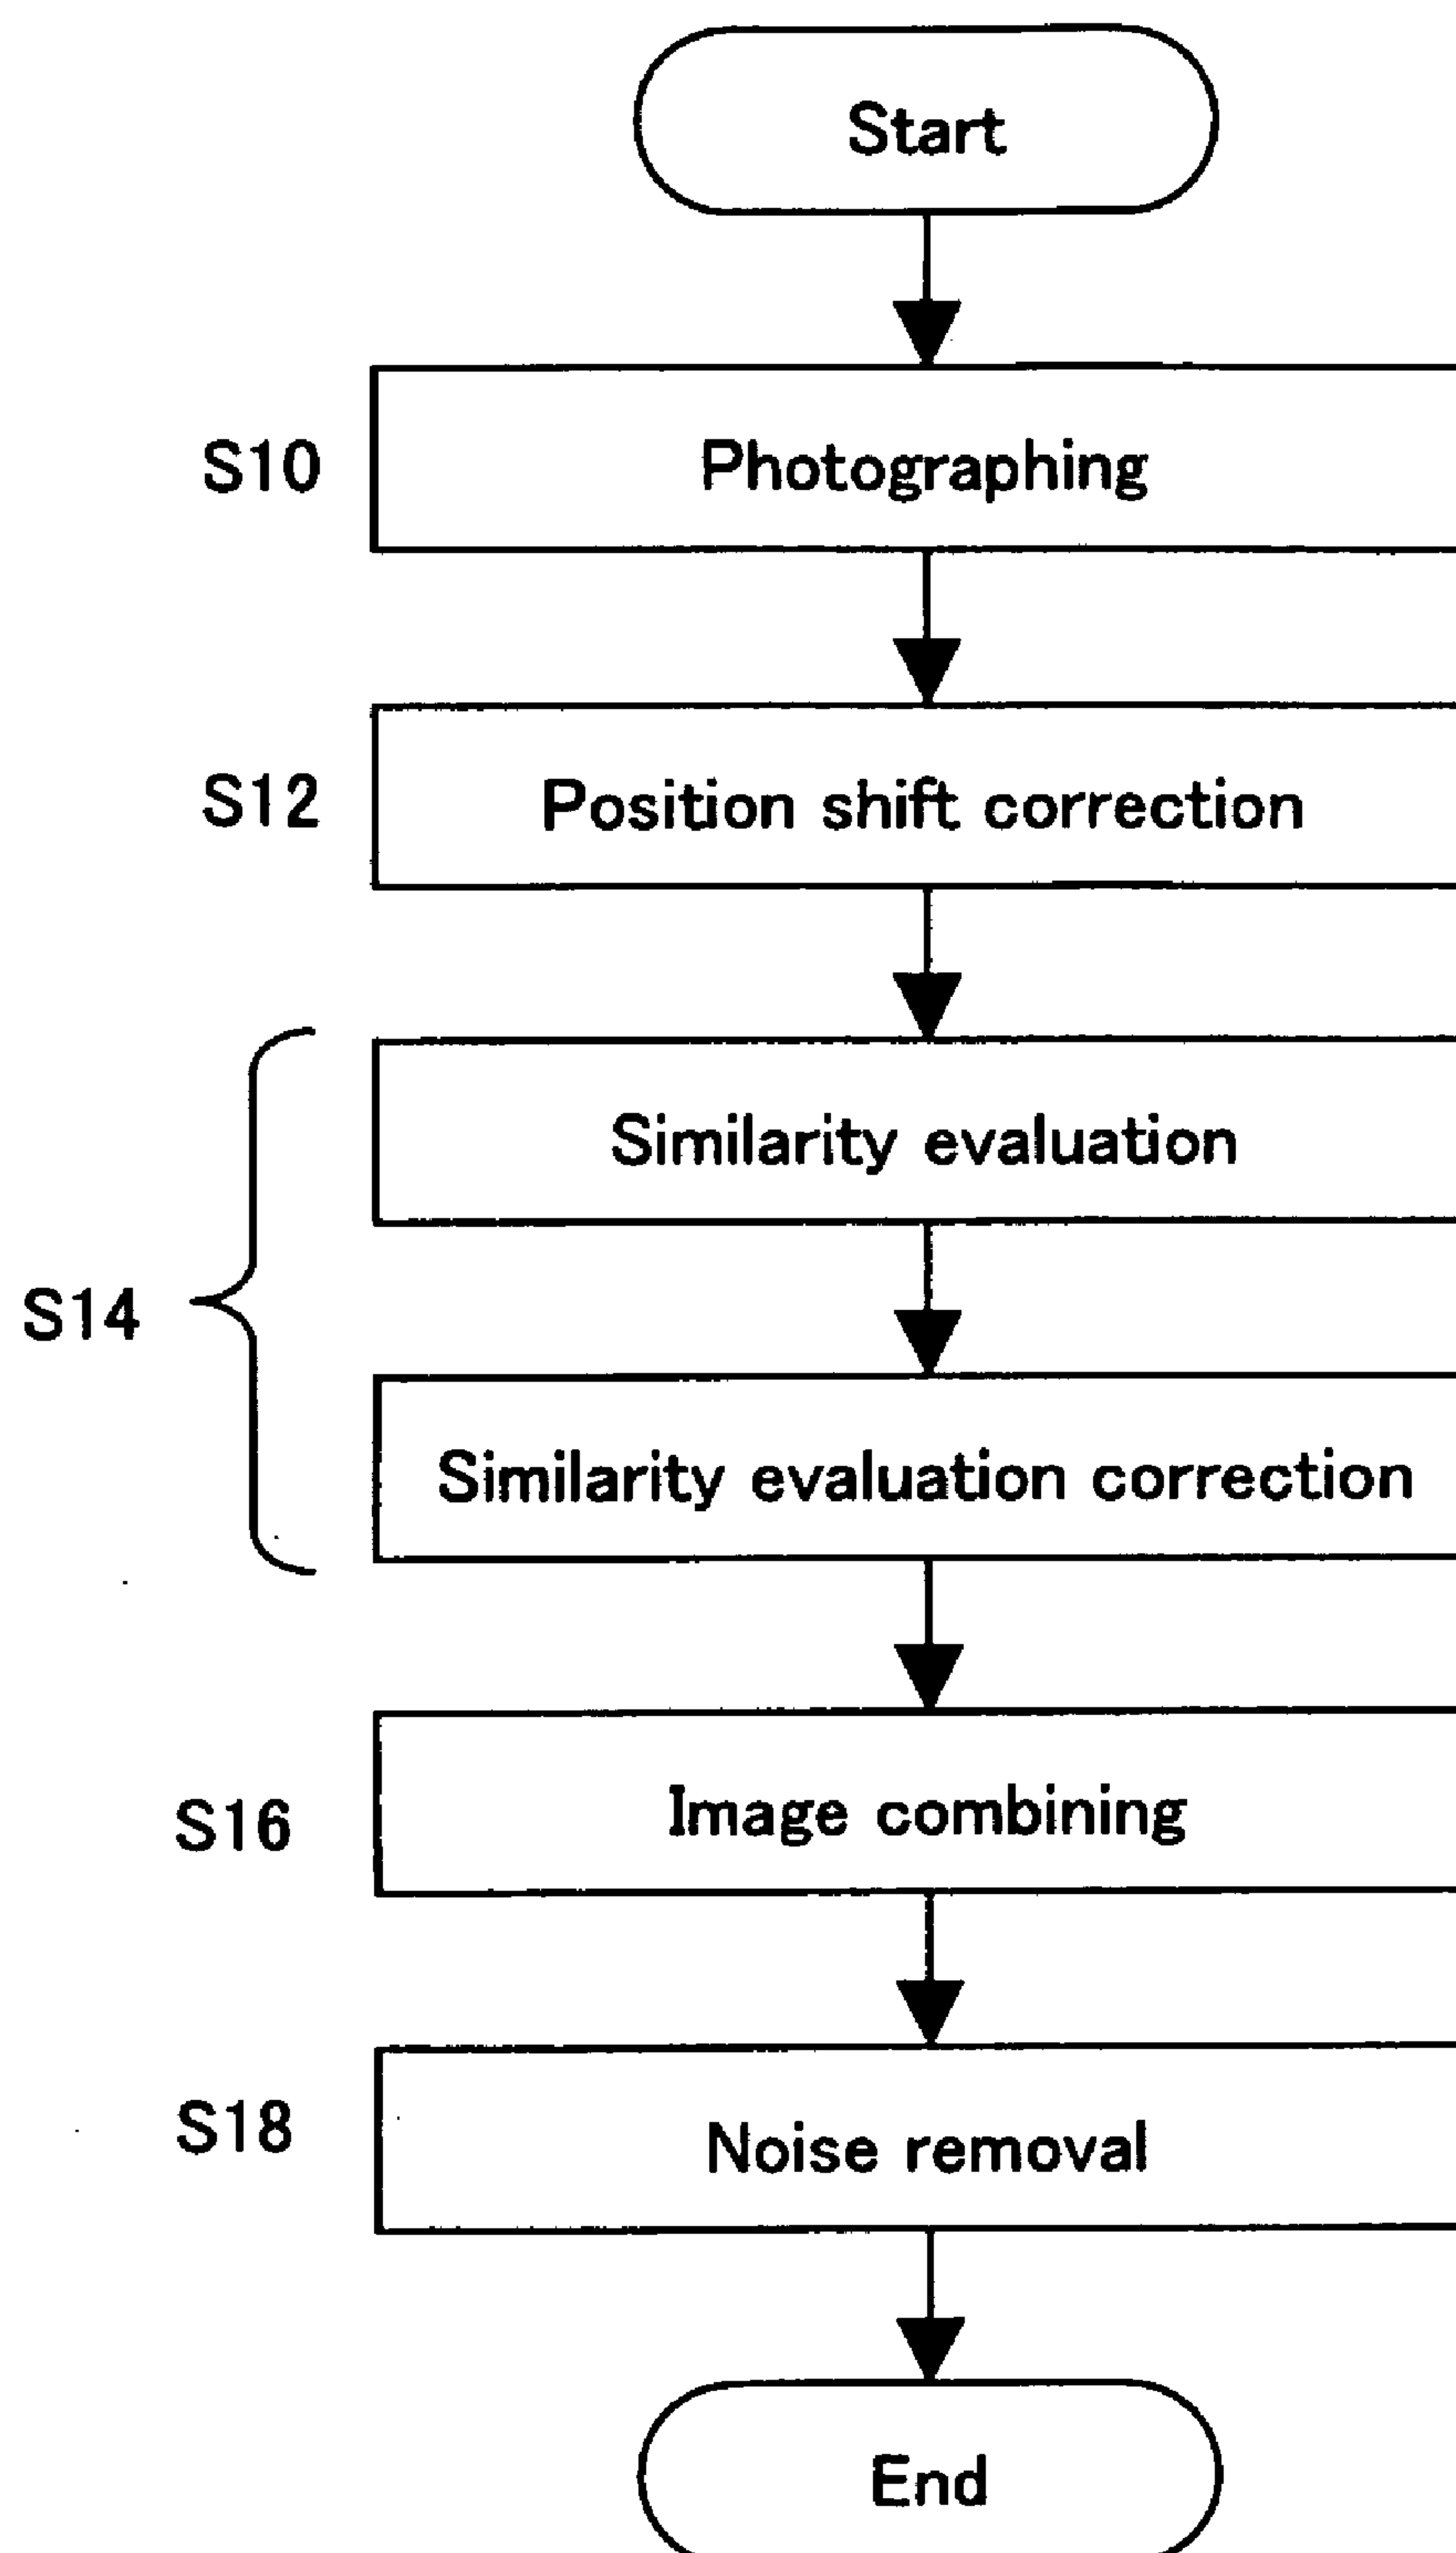 Start
S10
Photographing
S12
Position shift correction
Similarity evaluation
S14
Similarity evaluation correction
S16
Image combining
S18
Noise removal
End